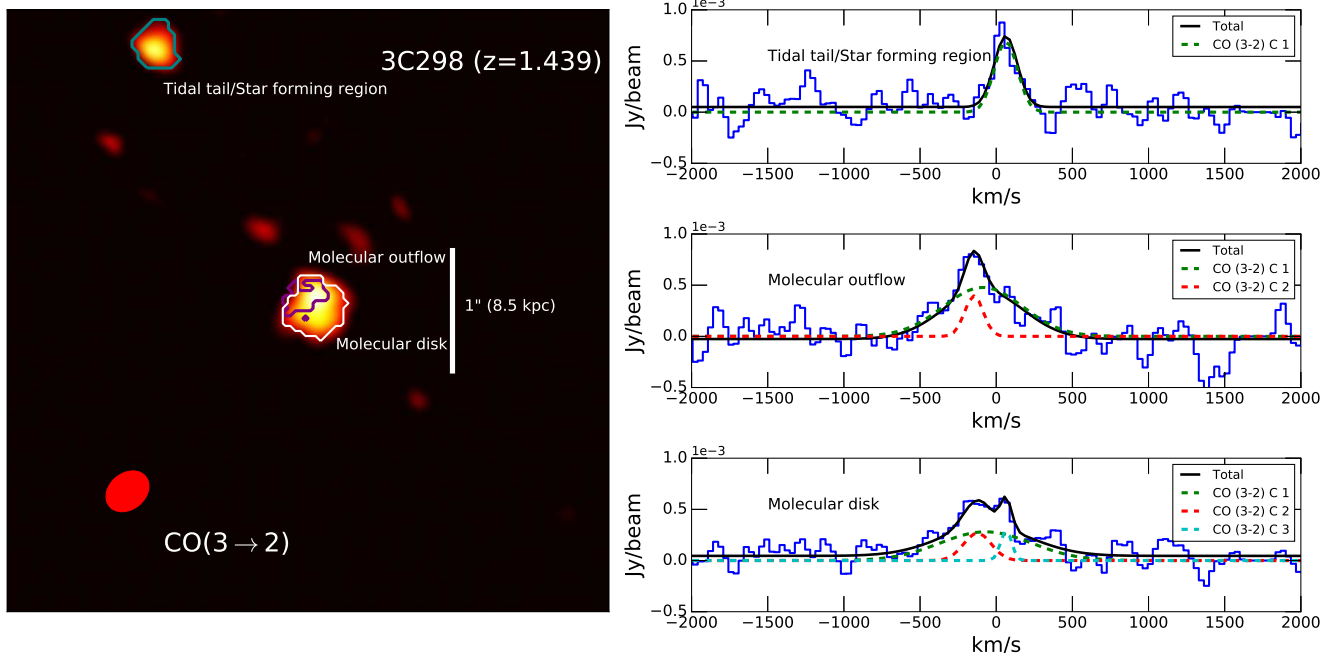 3C298 (z=1.439)
Tidal tail/Star forming region
Molecular outflow
1" (8.5 kpc)
Molecular disk
CO(3→2)
1e−3
1.0
0.5
0.0
−0.5
Jy/beam
Tidal tail/Star forming region
Total
CO (3-2) C 1
−2000 −1500 −1000 −500 0 500 1000 1500 2000
km/s
1e−3
1.0
0.5
0.0
−0.5
Jy/beam
Molecular outflow
Total
CO (3-2) C 1
CO (3-2) C 2
−2000 −1500 −1000 −500 0 500 1000 1500 2000
km/s
1e−3
1.0
0.5
0.0
−0.5
Jy/beam
Molecular disk
Total
CO (3-2) C 1
CO (3-2) C 2
CO (3-2) C 3
−2000 −1500 −1000 −500 0 500 1000 1500 2000
km/s